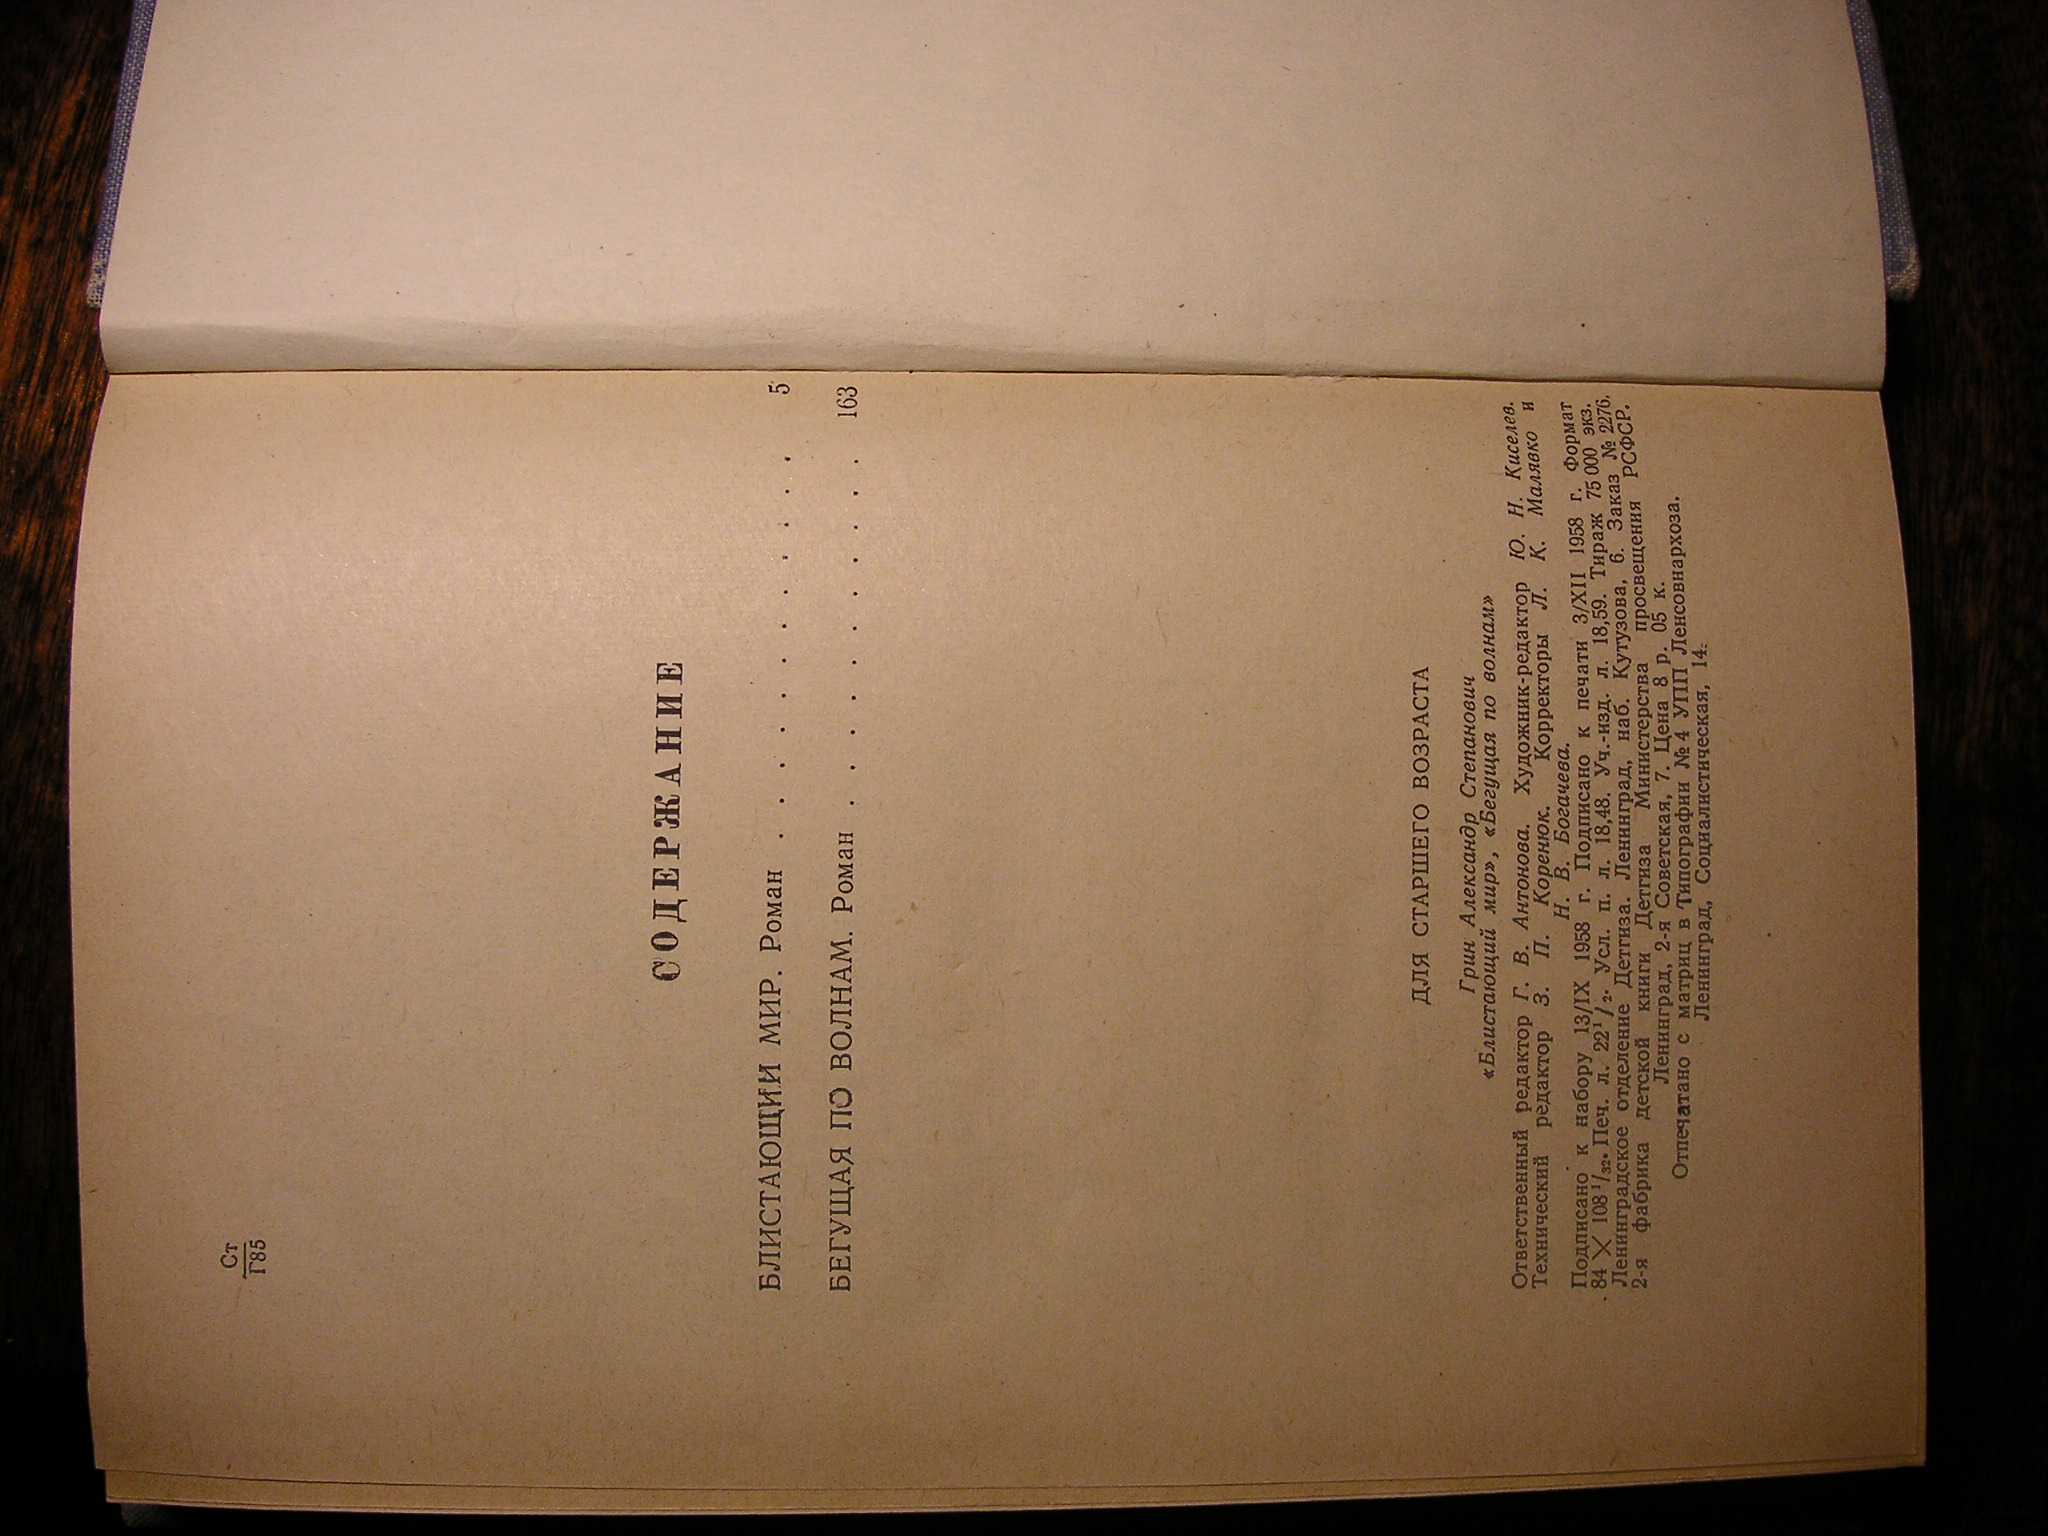 Ст
Г85
СОДЕРЖАНИЕ
БЛИСТАЮЩИЙ МИР. Роман . . . . . . . . . . . . 5
БЕГУЩАЯ ПО ВОЛНАМ. Роман . . . . . . . . . . . . 163
ДЛЯ СТАРШЕГО ВОЗРАСТА
Грин Александр Степанович
«Блистающий мир», «Бегущая по волнам»
Ответственный редактор Г. В. Антонова. Художник-редактор Ю. Н. Киселев.
Технический редактор З. П. Коренюк. Корректоры Л. К. Малявко и
Н. В. Богачева.
Подписано к набору 13/IX 1958 г. Подписано к печати 3/XII 1958 г. Формат
84 × 108 1/32. Печ. л. 22 1/2. Усл. п. л. 18,48. Уч.-изд. л. 18,59. Тираж 75 000 экз.
Ленинградское отделение Детгиза. Ленинград, наб. Кутузова, 6. Заказ № 2276.
2-я фабрика детской книги Детгиза Министерства просвещения РСФСР.
Ленинград, 2-я Советская, 7. Цена 8 р. 05 к.
Отпечатано с матриц в Типографии № 4 УПП Ленсовнархоза.
Ленинград, Социалистическая, 14.